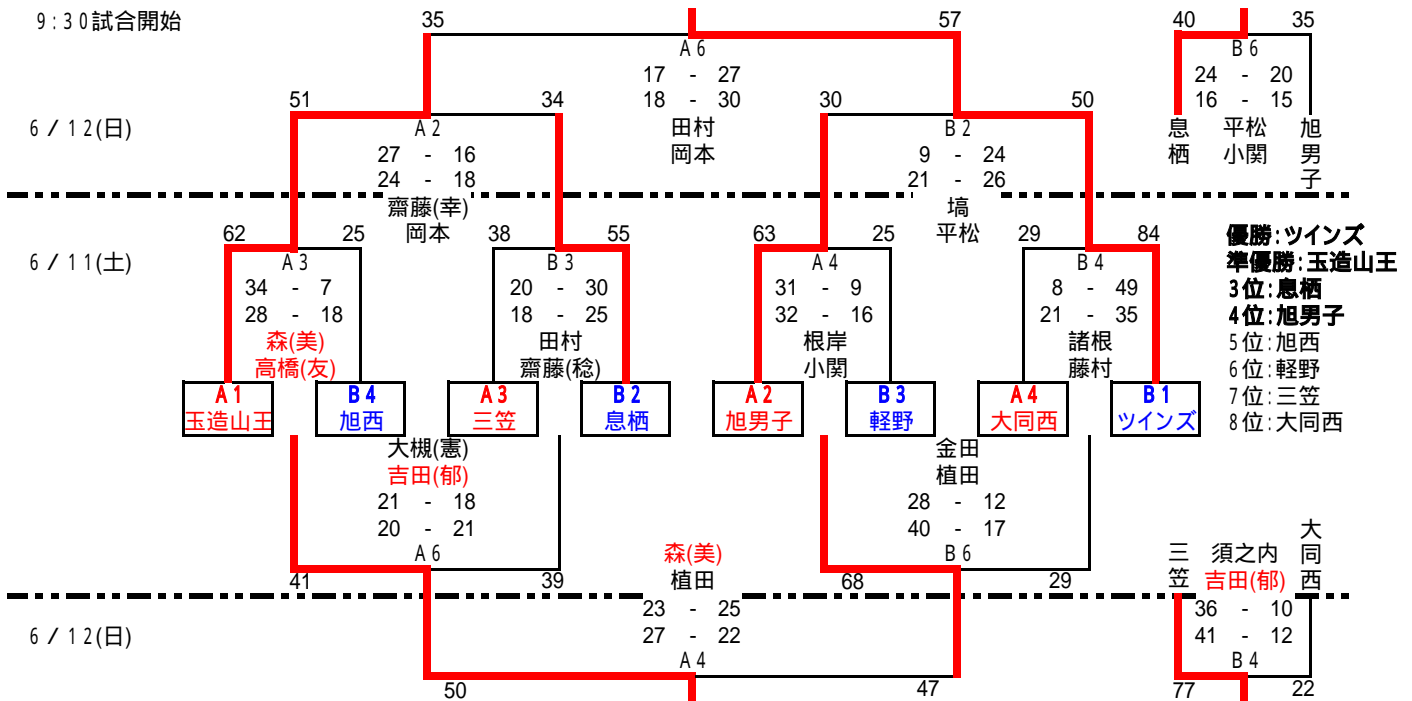 9:30試合開始
35
57
40
35
A6
17 - 27
18 - 30
田村
岡本
B6
24 - 20
16 - 15
平松
小関
息栖
旭男子
6/12(日)
51
34
A2
27 - 16
24 - 18
齋藤(幸)
岡本
30
50
B2
9 - 24
21 - 26
塙
平松
6/11(土)
62
25
A3
34 - 7
28 - 18
森(美)
高橋(友)
38
55
B3
20 - 30
18 - 25
田村
齋藤(稔)
63
25
A4
31 - 9
32 - 16
根岸
小関
29
84
B4
8 - 49
21 - 35
諸根
藤村
優勝:ツインズ
準優勝:玉造山王
3位:息栖
4位:旭男子
5位:旭西
6位:軽野
7位:三笠
8位:大同西
A1
玉造山王
B4
旭西
A3
三笠
B2
息栖
A2
旭男子
B3
軽野
A4
大同西
B1
ツインズ
大槻(憲)
吉田(郁)
21 - 18
20 - 21
A6
41
39
金田
植田
28 - 12
40 - 17
B6
68
29
6/12(日)
森(美)
植田
23 - 25
27 - 22
A4
50
47
三笠
須之内
吉田(郁)
大同西
36 - 10
41 - 12
B4
77
22